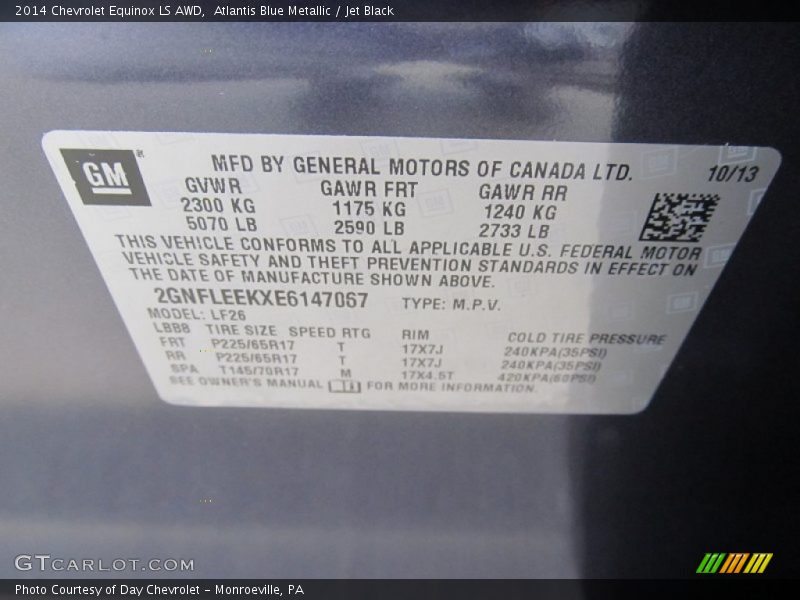 2014 Chevrolet Equinox LS AWD,  Atlantis Blue Metallic / Jet Black
GM
MFD BY GENERAL MOTORS OF CANADA LTD. 10/13
GVWR GAWR FRT GAWR RR
2300 KG 1175 KG 1240 KG
5070 LB 2590 LB 2733 LB
THIS VEHICLE CONFORMS TO ALL APPLICABLE U.S. FEDERAL MOTOR
VEHICLE SAFETY AND THEFT PREVENTION STANDARDS IN EFFECT ON
THE DATE OF MANUFACTURE SHOWN ABOVE.
2GNFLEEKXE6147067 TYPE: M.P.V.
MODEL: LF26
LBB8 TIRE SIZE SPEED RTG RIM COLD TIRE PRESSURE
FRT P225/65R17 T 17X7J 240KPA(35PSI)
RR P225/65R17 T 17X7J 240KPA(35PSI)
SPA T145/70R17 M 17X4.5T 420KPA(60PSI)
SEE OWNER'S MANUAL FOR MORE INFORMATION.
GTCARLOT.COM
Photo Courtesy of Day Chevrolet – Monroeville, PA